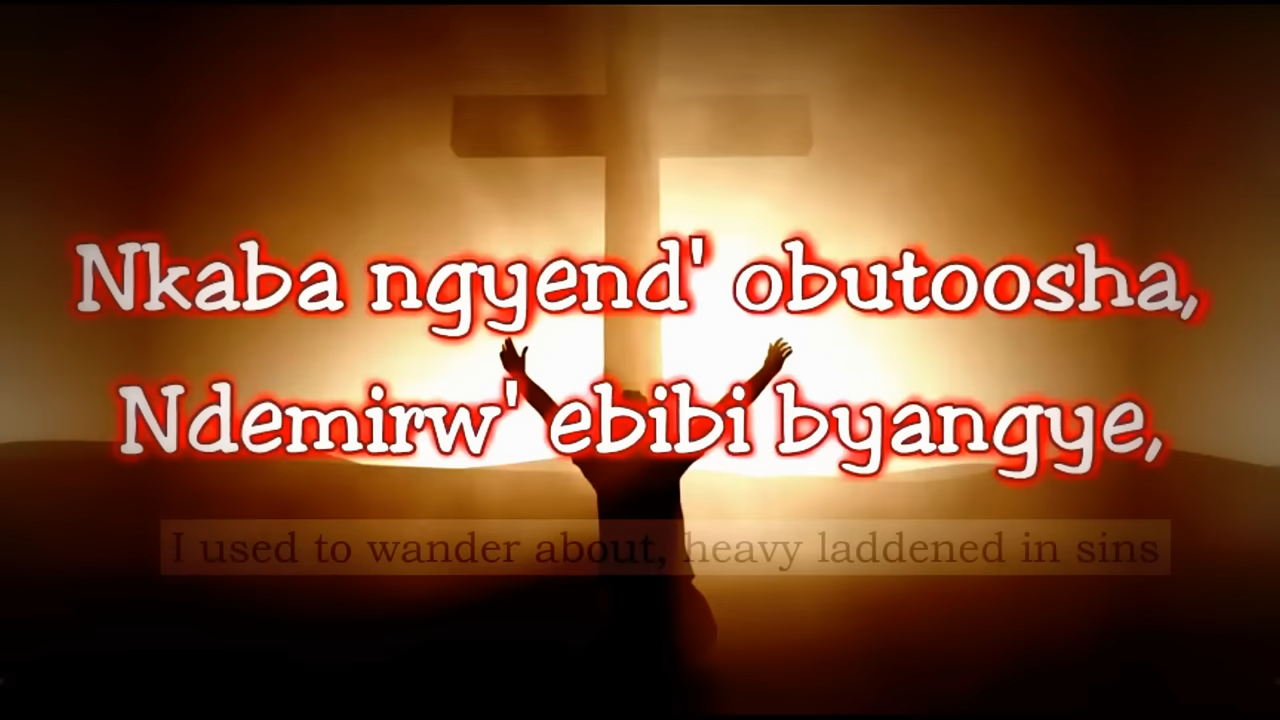 Nkaba ngyend' obutoosha,
Ndemirw' ebibi byangye,
I used to wander about, heavy laddened in sins